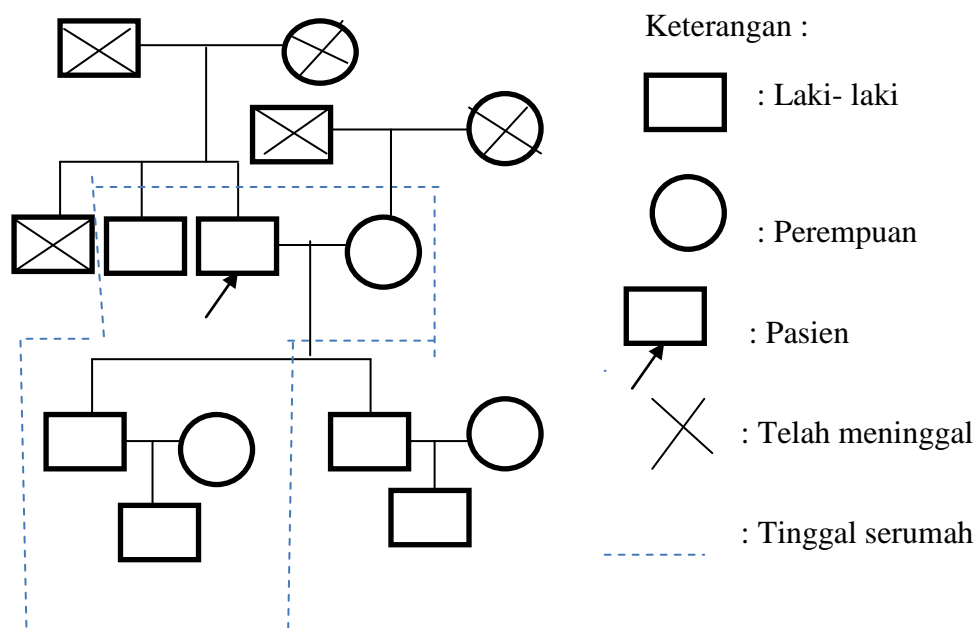 Keterangan :
: Laki- laki
: Perempuan
: Pasien
: Telah meninggal
: Tinggal serumah